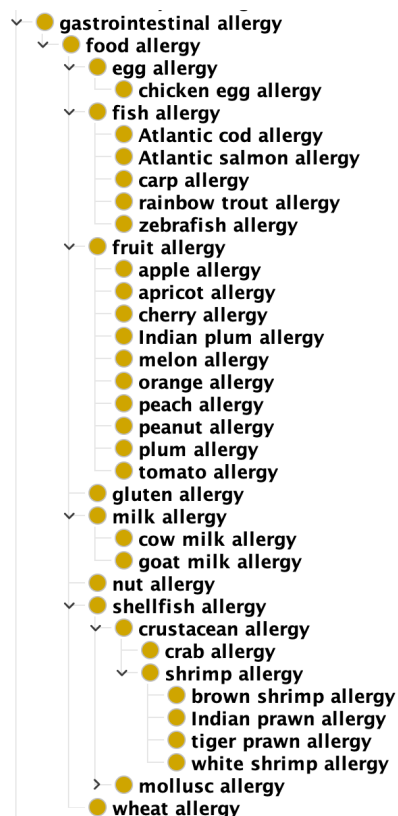 gastrointestinal allergy
food allergy
egg allergy
chicken egg allergy
fish allergy
Atlantic cod allergy
Atlantic salmon allergy
carp allergy
rainbow trout allergy
zebrafish allergy
fruit allergy
apple allergy
apricot allergy
cherry allergy
Indian plum allergy
melon allergy
orange allergy
peach allergy
peanut allergy
plum allergy
tomato allergy
gluten allergy
milk allergy
cow milk allergy
goat milk allergy
nut allergy
shellfish allergy
crustacean allergy
crab allergy
shrimp allergy
brown shrimp allergy
Indian prawn allergy
tiger prawn allergy
white shrimp allergy
mollusc allergy
wheat allergy